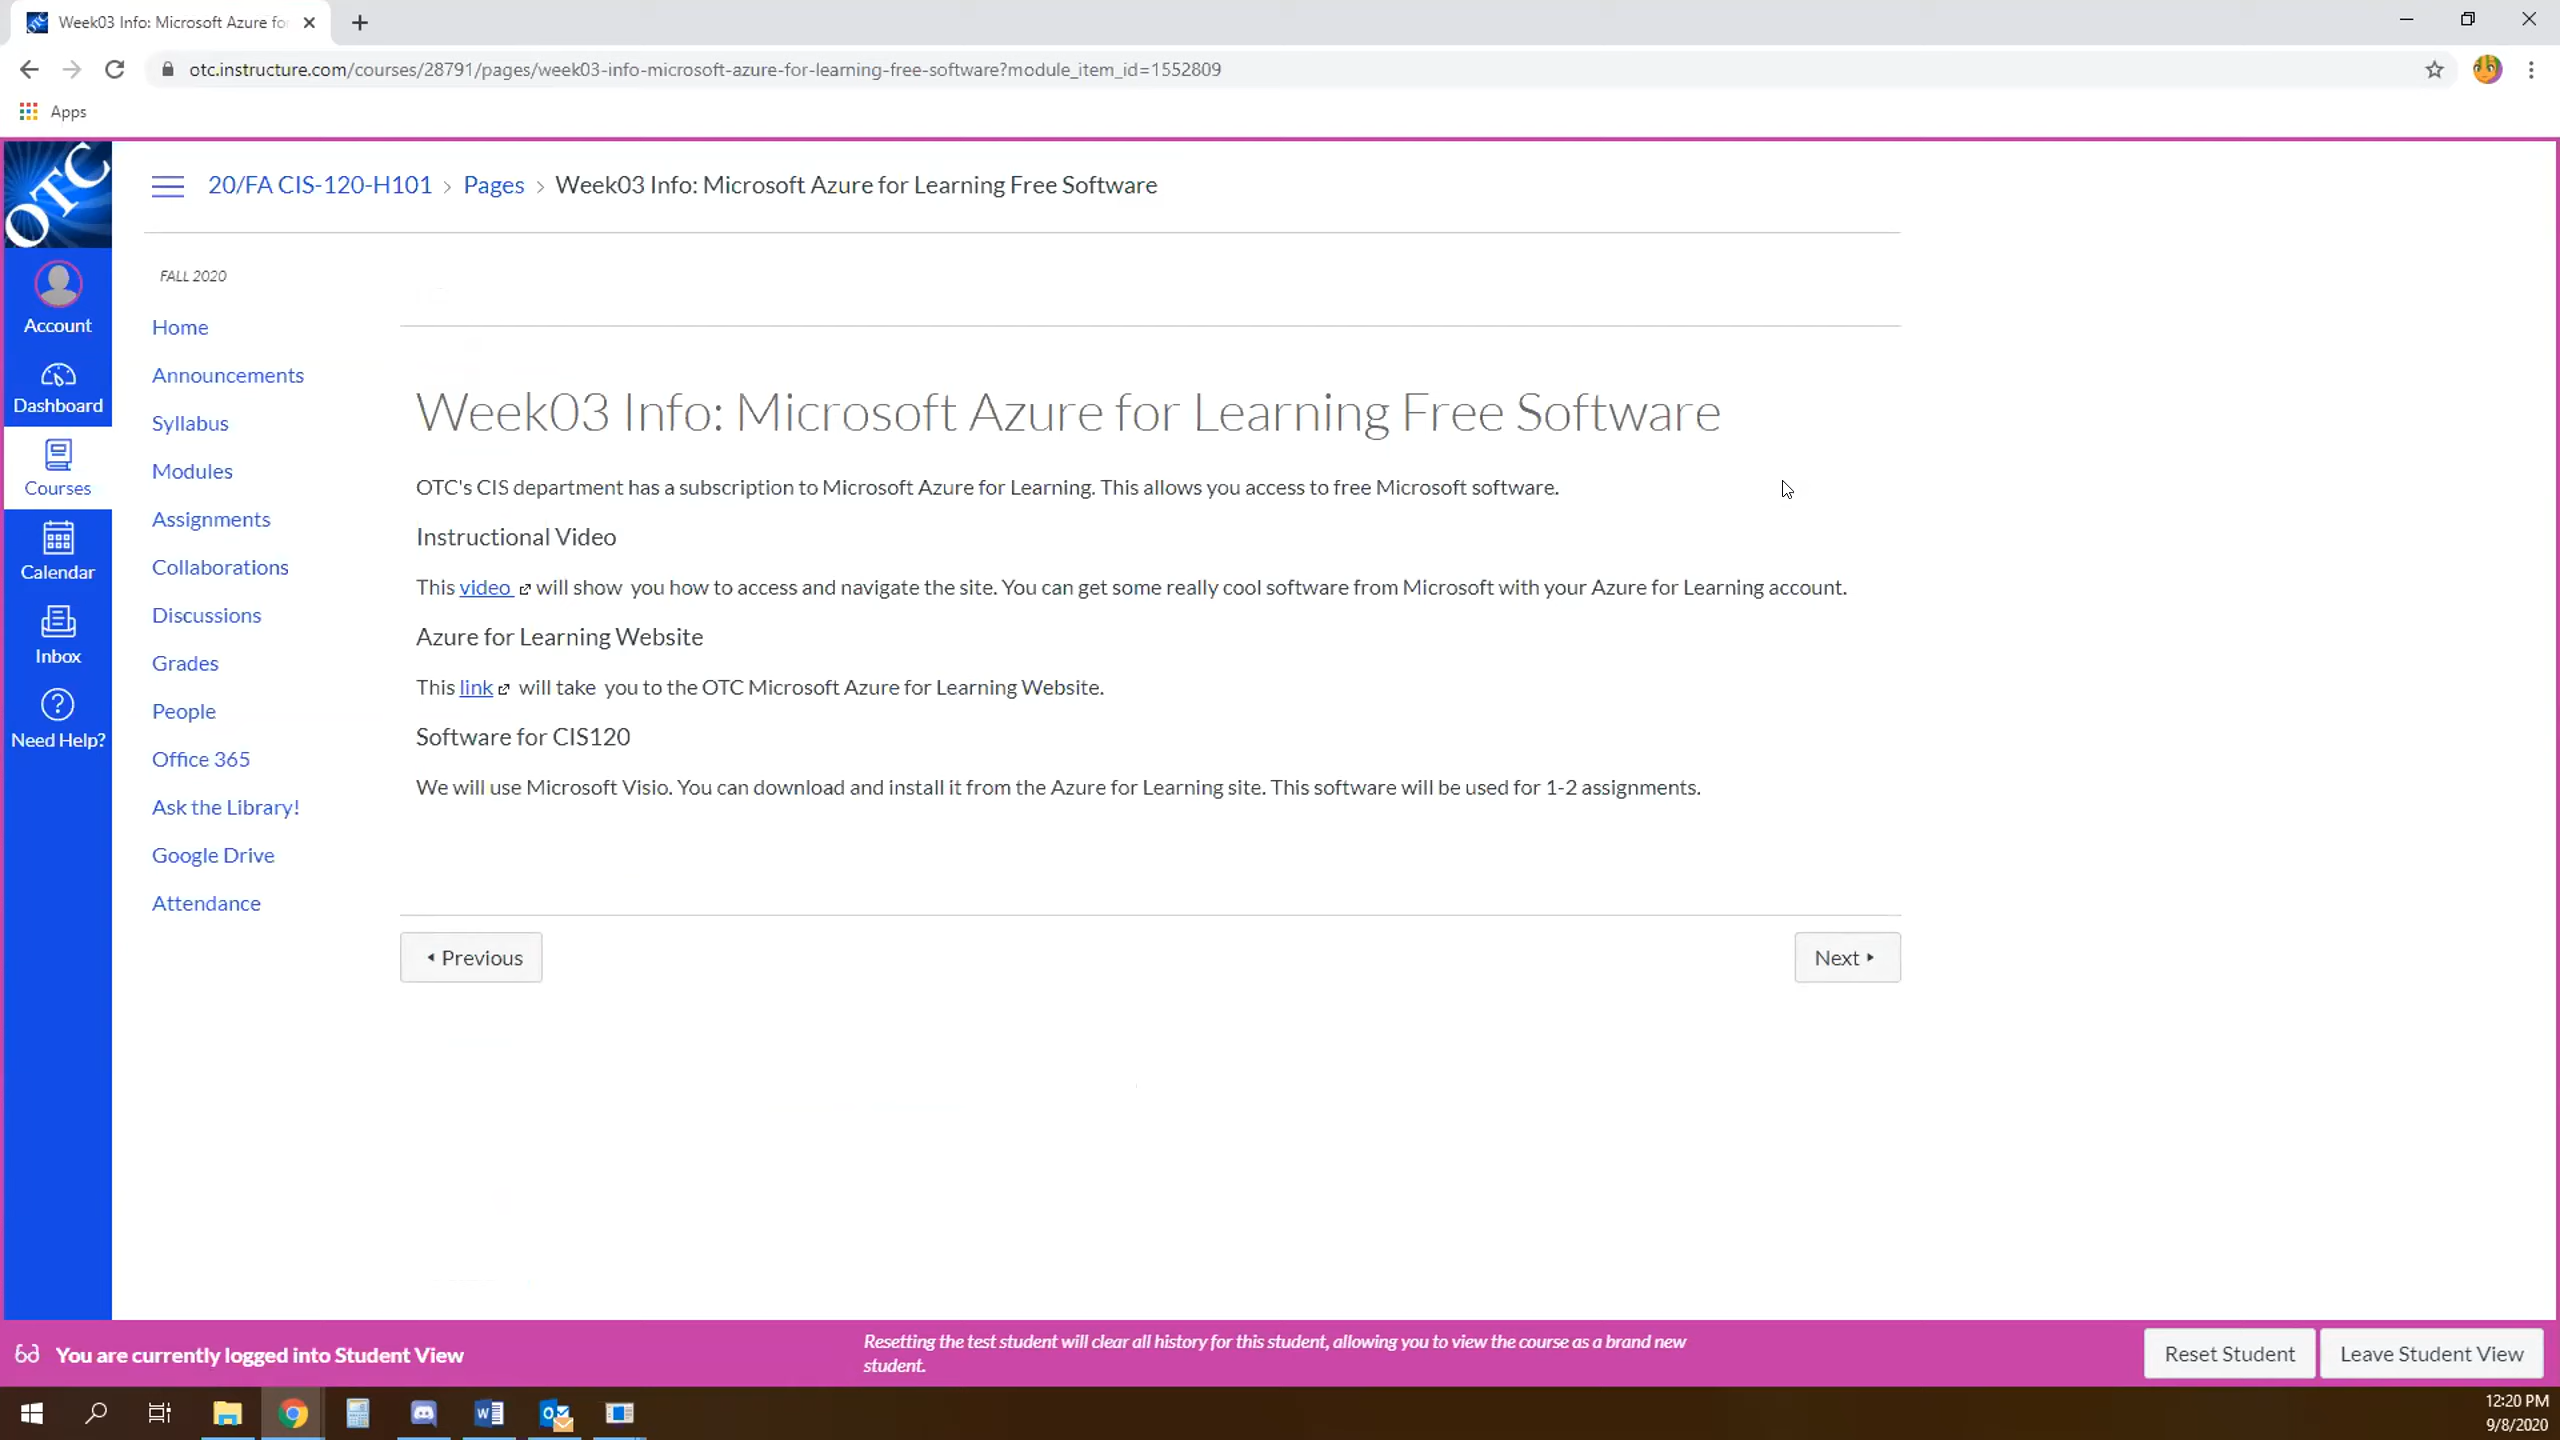 Week03 Info: Microsoft Azure fo
otc.instructure.com/courses/28791/pages/week03-info-microsoft-azure-for-learning-free-software?module_item_id=1552809
Apps
OTC
20/FA CIS-120-H101 › Pages › Week03 Info: Microsoft Azure for Learning Free Software
Account
Dashboard
Courses
Calendar
Inbox
Need Help?
FALL 2020
Home
Announcements
Syllabus
Modules
Assignments
Collaborations
Discussions
Grades
People
Office 365
Ask the Library!
Google Drive
Attendance
Week03 Info: Microsoft Azure for Learning Free Software
OTC's CIS department has a subscription to Microsoft Azure for Learning. This allows you access to free Microsoft software.
Instructional Video
This video will show you how to access and navigate the site. You can get some really cool software from Microsoft with your Azure for Learning account.
Azure for Learning Website
This link will take you to the OTC Microsoft Azure for Learning Website.
Software for CIS120
We will use Microsoft Visio. You can download and install it from the Azure for Learning site. This software will be used for 1-2 assignments.
Previous
Next
You are currently logged into Student View
Resetting the test student will clear all history for this student, allowing you to view the course as a brand new
student.
Reset Student
Leave Student View
12:20 PM
9/8/2020